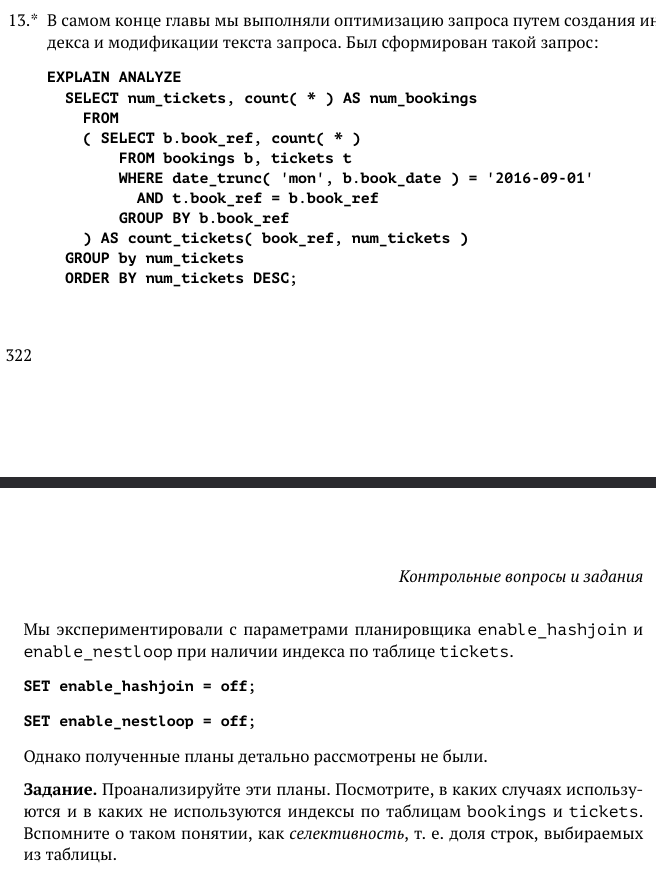 13.* В самом конце главы мы выполняли оптимизацию запроса путем создания ин
декса и модификации текста запроса. Был сформирован такой запрос:
EXPLAIN ANALYZE
SELECT num_tickets, count( * ) AS num_bookings
FROM
( SELECT b.book_ref, count( * )
FROM bookings b, tickets t
WHERE date_trunc( 'mon', b.book_date ) = '2016-09-01'
AND t.book_ref = b.book_ref
GROUP BY b.book_ref
) AS count_tickets( book_ref, num_tickets )
GROUP by num_tickets
ORDER BY num_tickets DESC;
322
Контрольные вопросы и задания
Мы экспериментировали с параметрами планировщика enable_hashjoin и
enable_nestloop при наличии индекса по таблице tickets.
SET enable_hashjoin = off;
SET enable_nestloop = off;
Однако полученные планы детально рассмотрены не были.
Задание. Проанализируйте эти планы. Посмотрите, в каких случаях использу-
ются и в каких не используются индексы по таблицам bookings и tickets.
Вспомните о таком понятии, как селективность, т. е. доля строк, выбираемых
из таблицы.